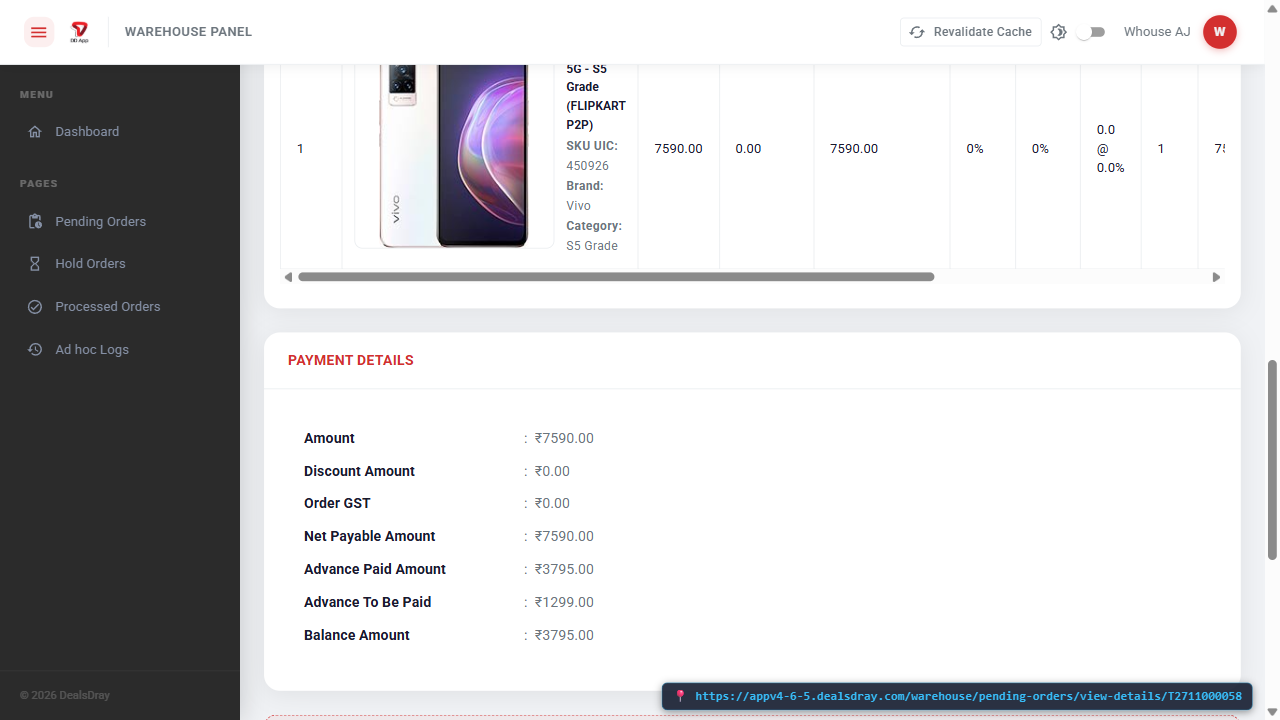 DD App
WAREHOUSE PANEL
Revalidate Cache
Whouse AJ
W
MENU
Dashboard
PAGES
Pending Orders
Hold Orders
Processed Orders
Ad hoc Logs
© 2026 DealsDray
1
vivo
5G - S5
Grade
(FLIPKART
P2P)
SKU UIC:
450926
Brand:
Vivo
Category:
S5 Grade
7590.00
0.00
7590.00
0%
0%
0.0
@
0.0%
1
PAYMENT DETAILS
Amount : ₹7590.00
Discount Amount : ₹0.00
Order GST : ₹0.00
Net Payable Amount : ₹7590.00
Advance Paid Amount : ₹3795.00
Advance To Be Paid : ₹1299.00
Balance Amount : ₹3795.00
https://appv4-6-5.dealsdray.com/warehouse/pending-orders/view-details/T2711000058